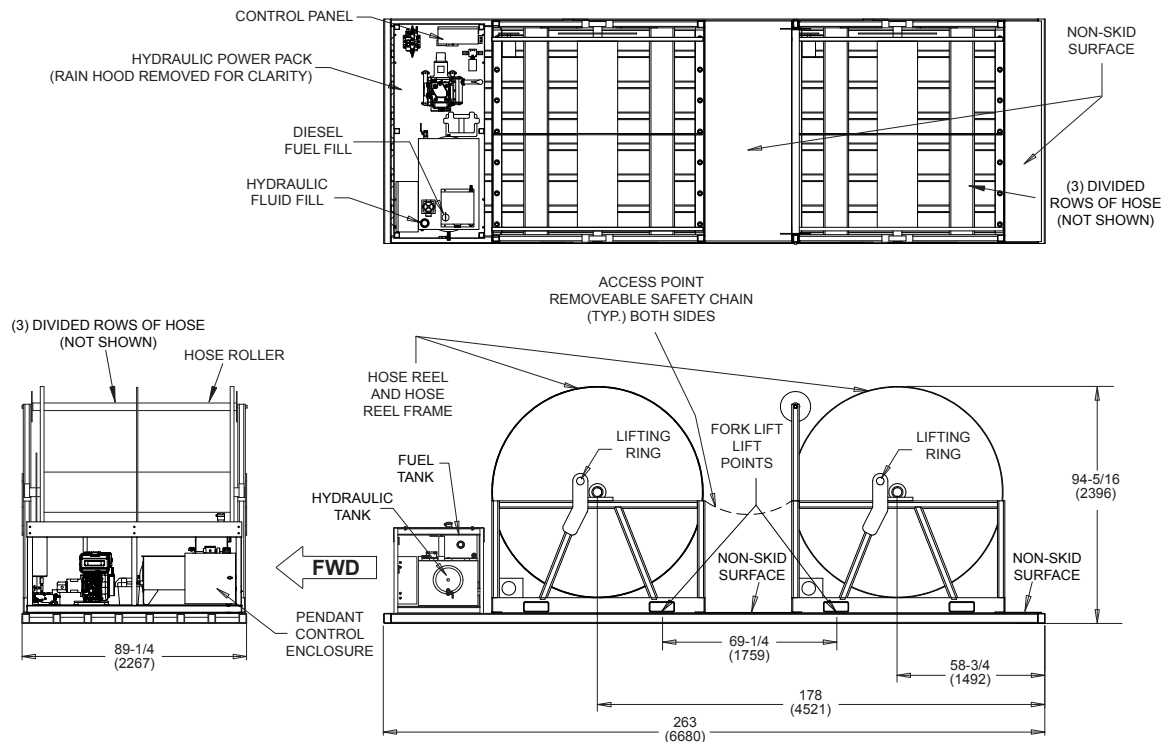 CONTROL PANEL
HYDRAULIC POWER PACK
(RAIN HOOD REMOVED FOR CLARITY)
DIESEL
FUEL FILL
HYDRAULIC
FLUID FILL
NON-SKID
SURFACE
(3) DIVIDED
ROWS OF HOSE
(NOT SHOWN)
(3) DIVIDED ROWS OF HOSE
(NOT SHOWN)
HOSE ROLLER
PENDANT
CONTROL
ENCLOSURE
89-1/4
(2267)
FWD
ACCESS POINT
REMOVEABLE SAFETY CHAIN
(TYP.) BOTH SIDES
HOSE REEL
AND HOSE
REEL FRAME
FUEL
TANK
HYDRAULIC
TANK
LIFTING
RING
FORK LIFT
LIFT
POINTS
LIFTING
RING
NON-SKID
SURFACE
NON-SKID
SURFACE
94-5/16
(2396)
69-1/4
(1759)
58-3/4
(1492)
178
(4521)
263
(6680)